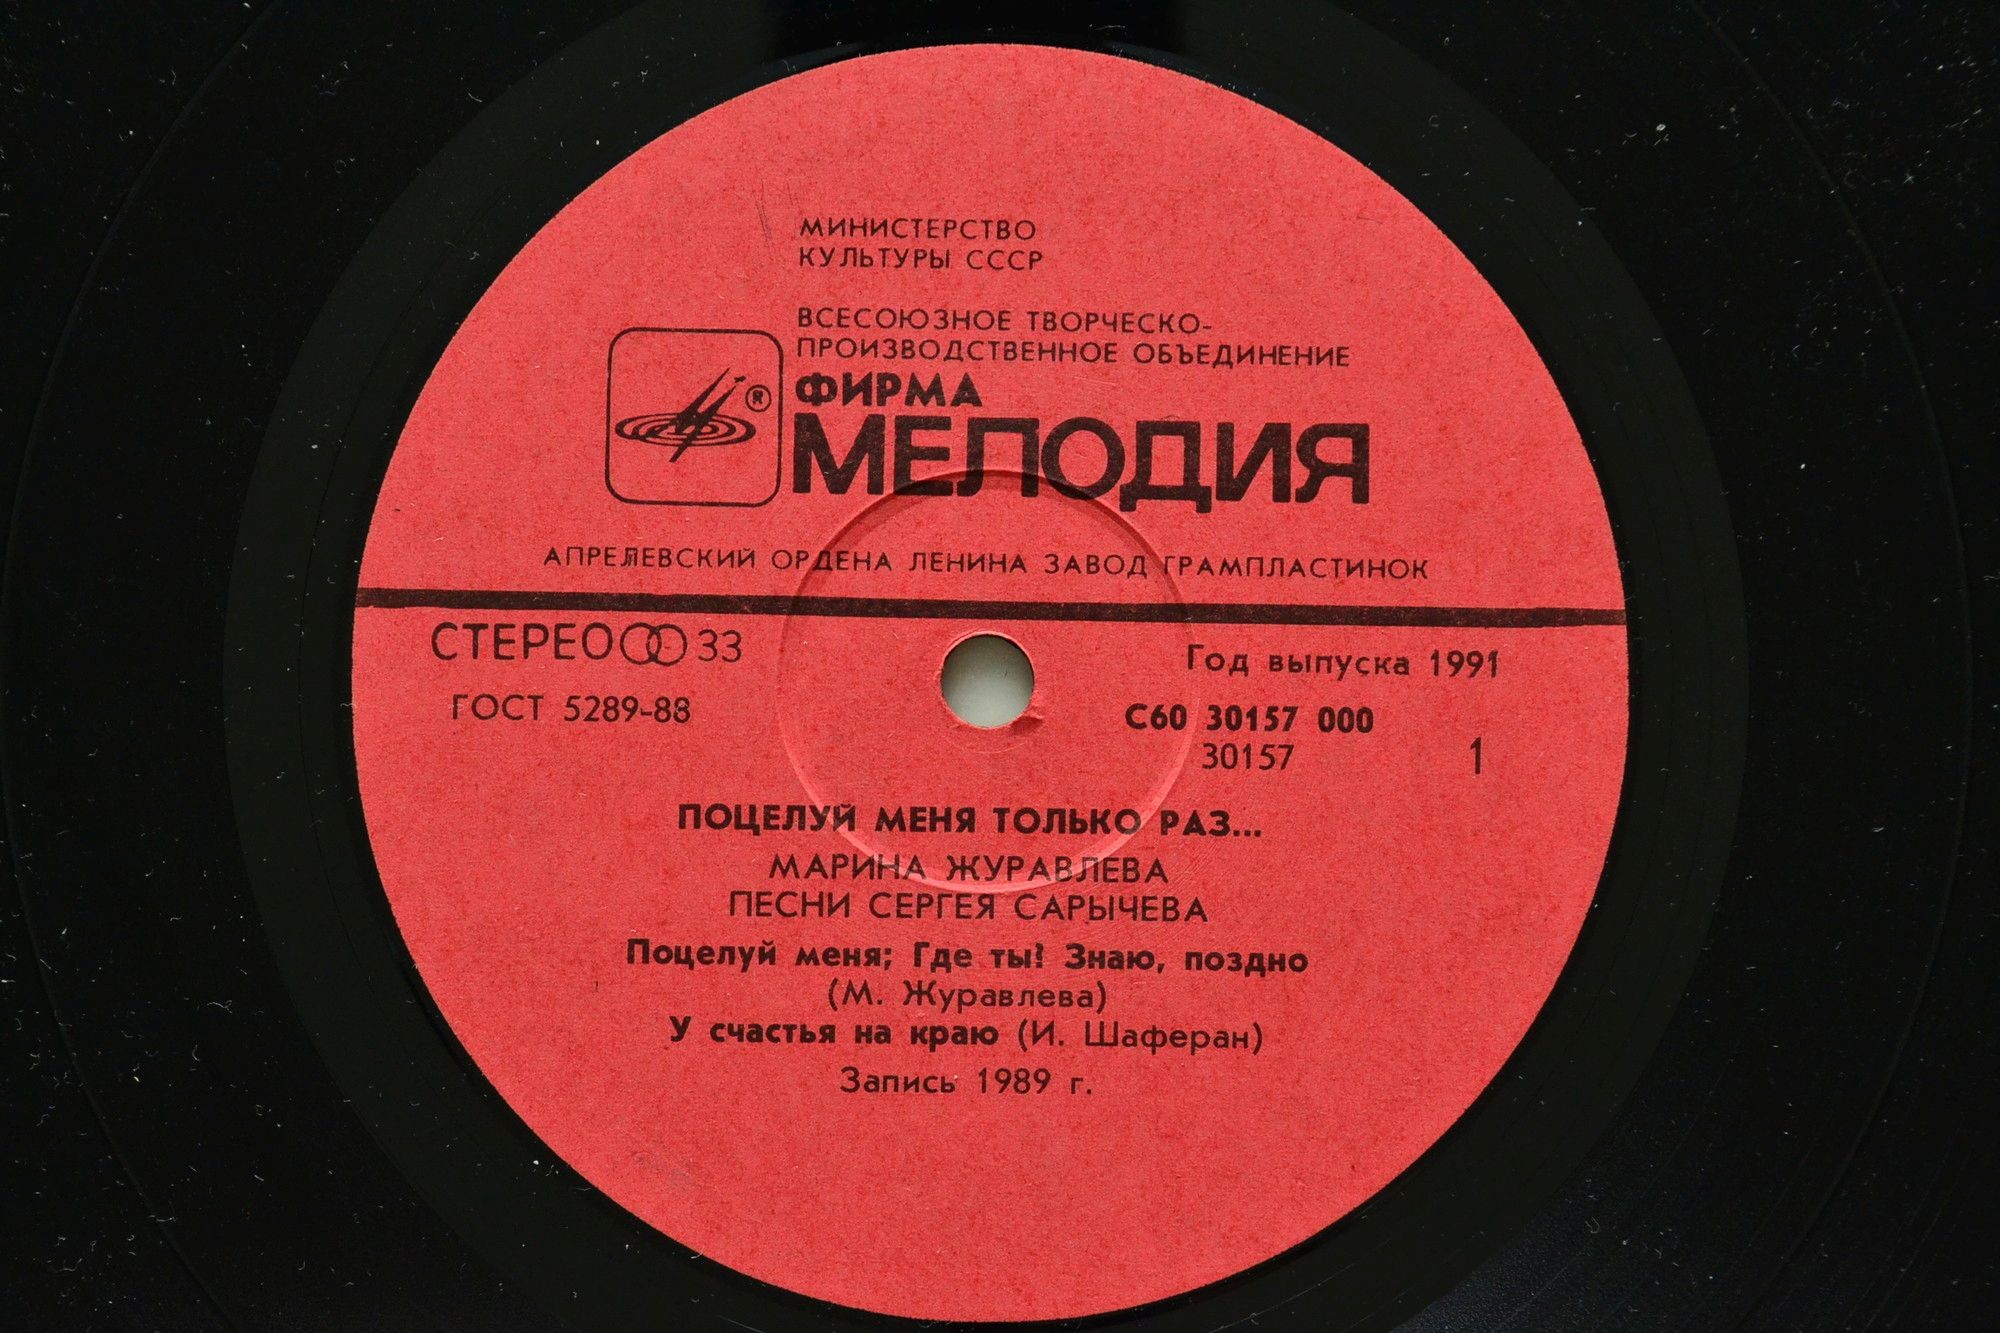 МИНИСТЕРСТВО
КУЛЬТУРЫ СССР
ВСЕСОЮЗНОЕ ТВОРЧЕСКО-
ПРОИЗВОДСТВЕННОЕ ОБЪЕДИНЕНИЕ
®
ФИРМА
МЕЛОДИЯ
АПРЕЛЕВСКИЙ ОРДЕНА ЛЕНИНА ЗАВОД ГРАМПЛАСТИНОК
СТЕРЕО 33
ГОСТ 5289-88
Год выпуска 1991
С60 30157 000
30157
1
ПОЦЕЛУЙ МЕНЯ ТОЛЬКО РАЗ...
МАРИНА ЖУРАВЛЕВА
ПЕСНИ СЕРГЕЯ САРЫЧЕВА
Поцелуй меня; Где ты! Знаю, поздно
(М. Журавлева)
У счастья на краю (И. Шаферан)
Запись 1989 г.